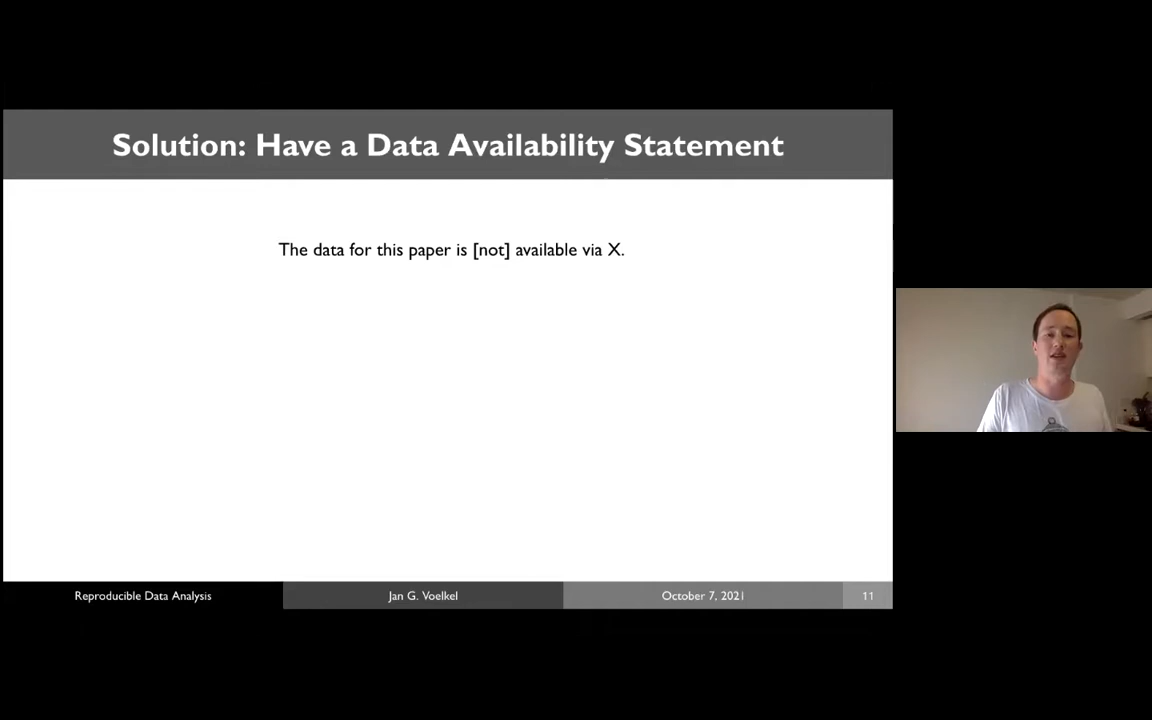 Solution: Have a Data Availability Statement
The data for this paper is [not] available via X.
Reproducible Data Analysis
Jan G. Voelkel
October 7, 2021
11